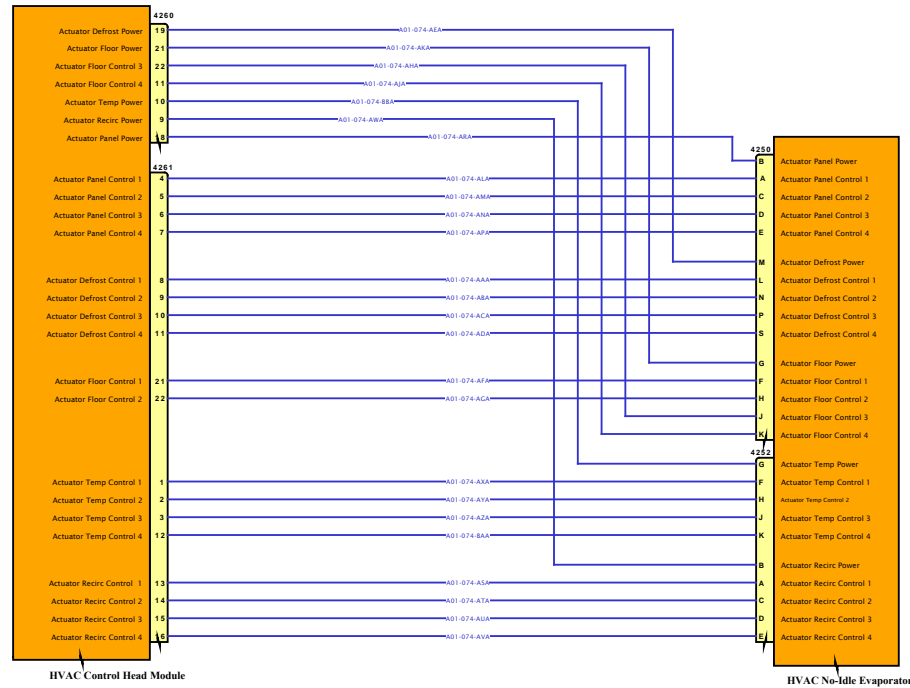 4260
Actuator Defrost Power 19 A01-074-AEA
Actuator Floor Power 21 A01-074-AKA
Actuator Floor Control 3 22 A01-074-AHA
Actuator Floor Control 4 11 A01-074-AJA
Actuator Temp Power 10 A01-074-BBA
Actuator Recirc Power 9 A01-074-AWA
Actuator Panel Power 18 A01-074-ARA
4250
B Actuator Panel Power
4261
Actuator Panel Control 1 4 A01-074-ALA A Actuator Panel Control 1
Actuator Panel Control 2 5 A01-074-AMA C Actuator Panel Control 2
Actuator Panel Control 3 6 A01-074-ANA D Actuator Panel Control 3
Actuator Panel Control 4 7 A01-074-APA E Actuator Panel Control 4
M Actuator Defrost Power
Actuator Defrost Control 1 8 A01-074-AAA L Actuator Defrost Control 1
Actuator Defrost Control 2 9 A01-074-ABA N Actuator Defrost Control 2
Actuator Defrost Control 3 10 A01-074-ACA P Actuator Defrost Control 3
Actuator Defrost Control 4 11 A01-074-ADA S Actuator Defrost Control 4
G Actuator Floor Power
Actuator Floor Control 1 21 A01-074-AFA F Actuator Floor Control 1
Actuator Floor Control 2 22 A01-074-AGA H Actuator Floor Control 2
J Actuator Floor Control 3
K Actuator Floor Control 4
4252
G Actuator Temp Power
Actuator Temp Control 1 1 A01-074-AXA F Actuator Temp Control 1
Actuator Temp Control 2 2 A01-074-AYA H Actuator Temp Control 2
Actuator Temp Control 3 3 A01-074-AZA J Actuator Temp Control 3
Actuator Temp Control 4 12 A01-074-BAA K Actuator Temp Control 4
B Actuator Recirc Power
Actuator Recirc Control 1 13 A01-074-ASA A Actuator Recirc Control 1
Actuator Recirc Control 2 14 A01-074-ATA C Actuator Recirc Control 2
Actuator Recirc Control 3 15 A01-074-AUA D Actuator Recirc Control 3
Actuator Recirc Control 4 16 A01-074-AVA E Actuator Recirc Control 4
HVAC Control Head Module
HVAC No-Idle Evaporator